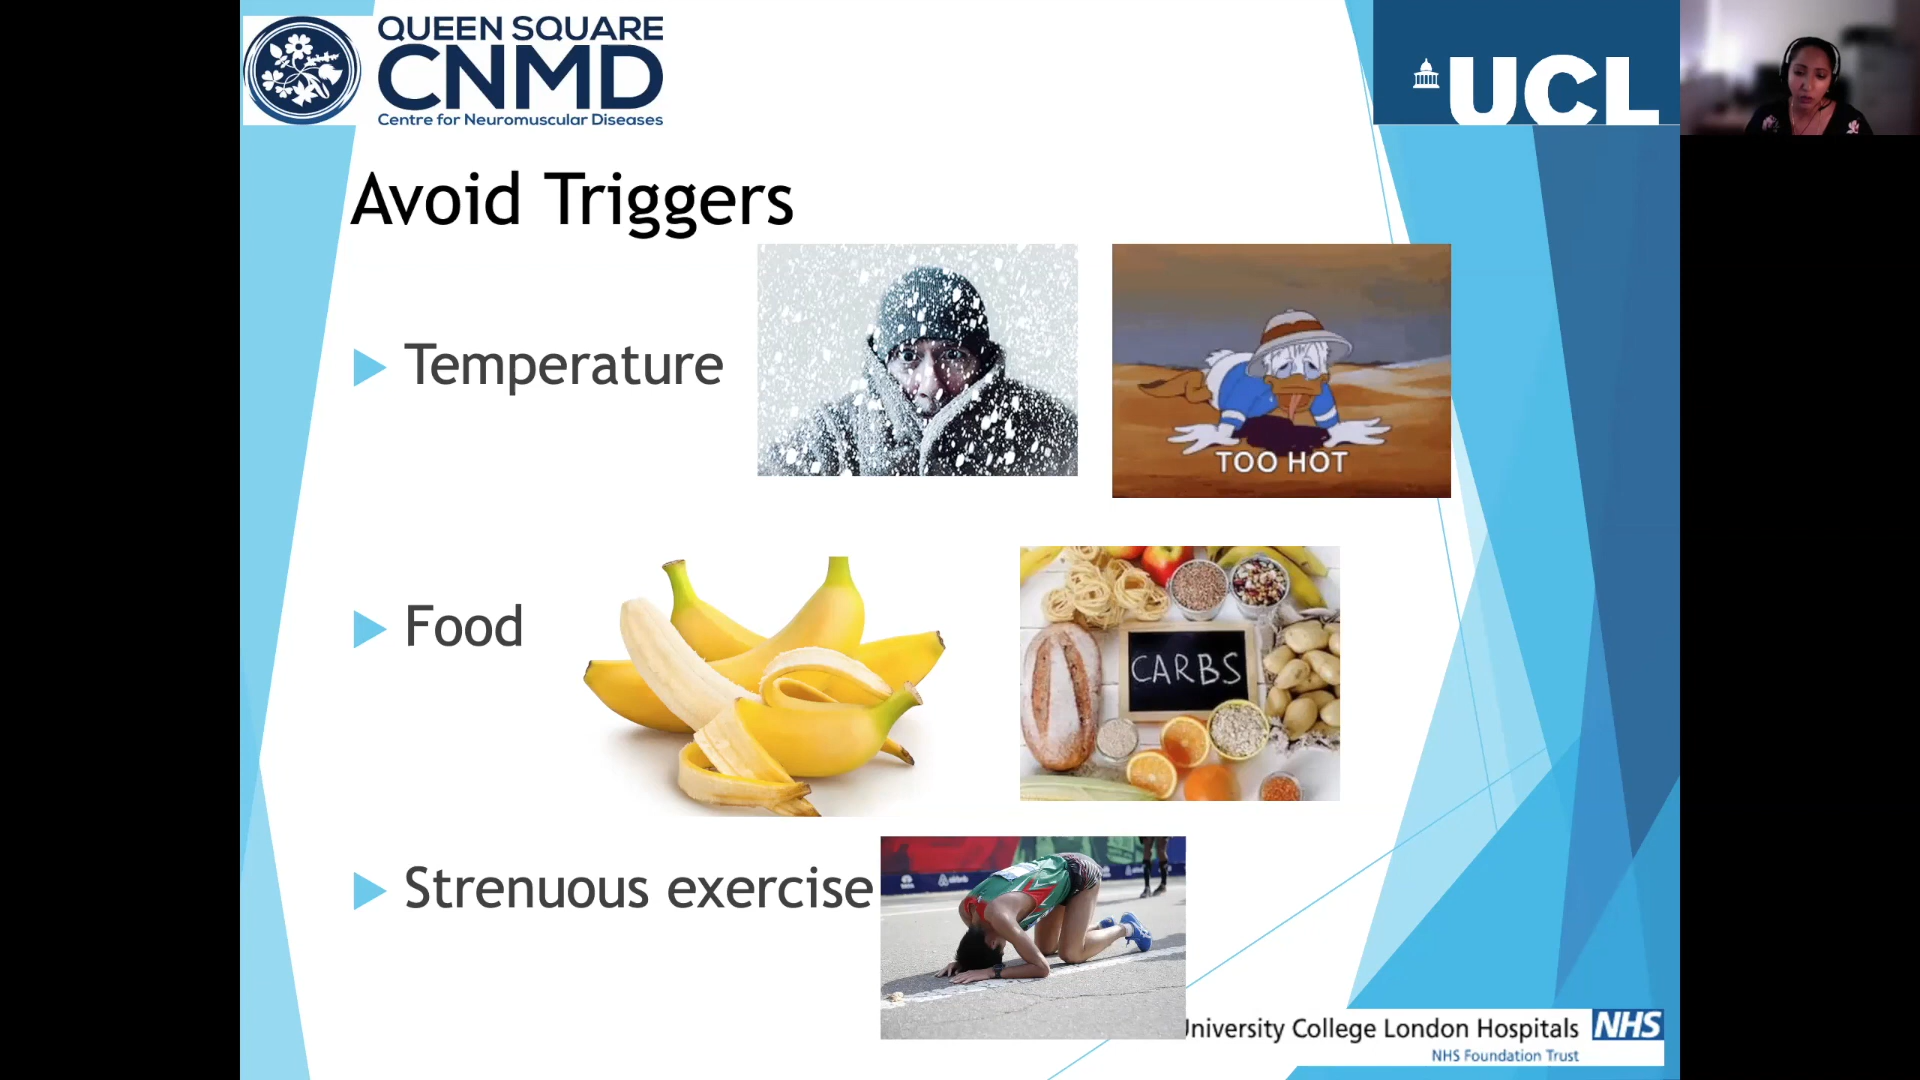 QUEEN SQUARE
CNMD
Centre for Neuromuscular Diseases
UCL
Avoid Triggers
Temperature
TOO HOT
Food
CARBS
Strenuous exercise
University College London Hospitals
NHS
NHS Foundation Trust